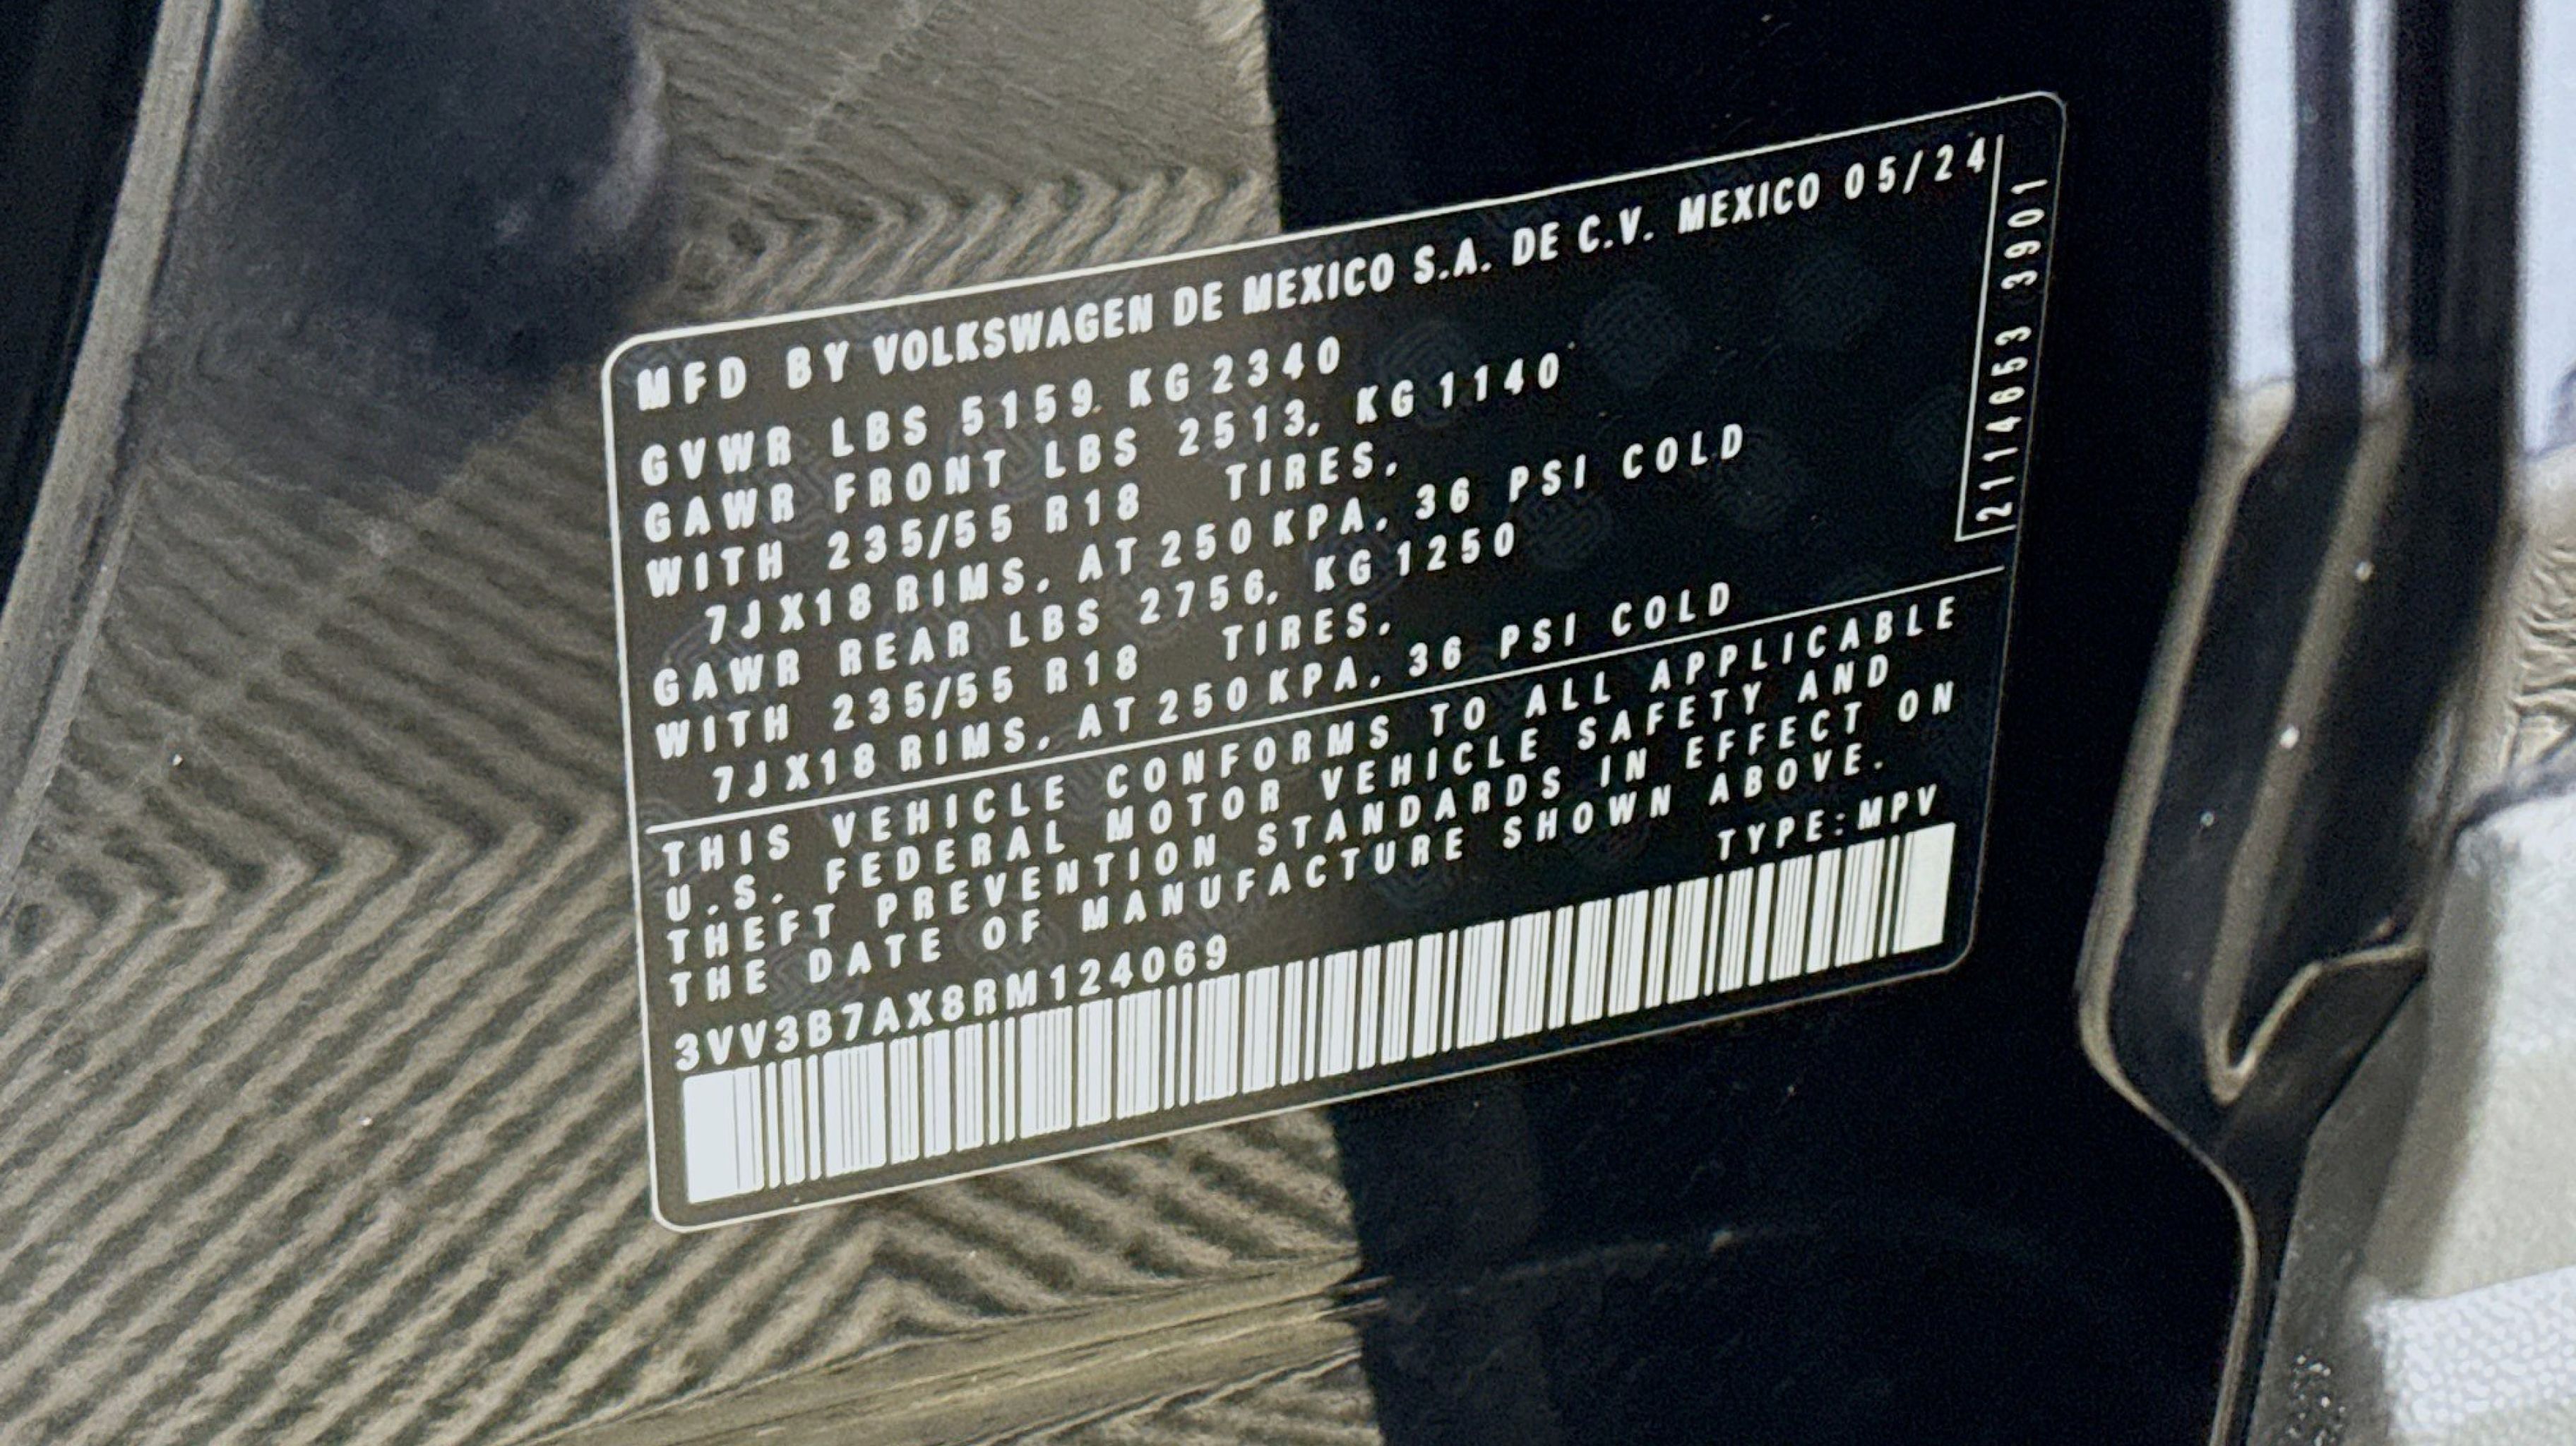 MFD BY VOLKSWAGEN DE MEXICO S.A. DE C.V. MEXICO 05/24
GVWR LBS 5159. KG 2340
GAWR FRONT LBS 2513, KG 1140
WITH 235/55 R18 TIRES,
7JX18 RIMS, AT 250 KPA, 36 PSI COLD
GAWR REAR LBS 2756, KG 1250
WITH 235/55 R18 TIRES,
7JX18 RIMS, AT 250 KPA, 36 PSI COLD
2114653 3901
THIS VEHICLE CONFORMS TO ALL APPLICABLE
U.S. FEDERAL MOTOR VEHICLE SAFETY AND
THEFT PREVENTION STANDARDS IN EFFECT ON
THE DATE OF MANUFACTURE SHOWN ABOVE.
3VV3B7AX8RM124069 TYPE:MPV